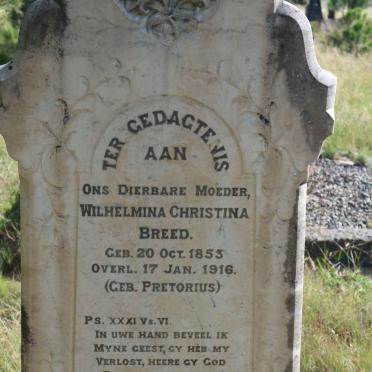 TER GEDACTENIS
AAN
ONS DIERBARE MOEDER,
WILHELMINA CHRISTINA
BREED.
GEB. 20 OCT. 1853
OVERL. 17 JAN. 1916.
(GEB. PRETORIUS)
PS. XXXI VS. VI.
IN UWE HAND BEVEEL IK
MYNE GEEST, GY HEB MY
VERLOST, HEERE GY GOD